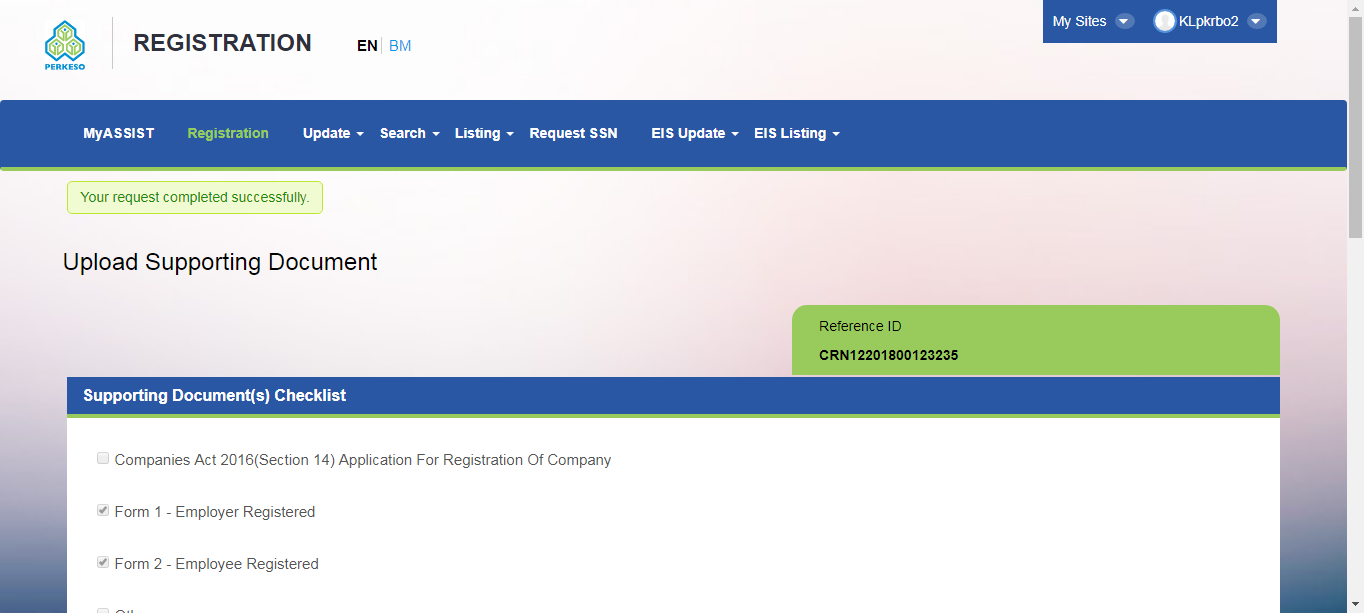 My Sites KLpkrbo2
PERKESO
REGISTRATION EN BM
MyASSIST Registration Update Search Listing Request SSN EIS Update EIS Listing
Your request completed successfully.
Upload Supporting Document
Reference ID
CRN12201800123235
Supporting Document(s) Checklist
Companies Act 2016(Section 14) Application For Registration Of Company
Form 1 - Employer Registered
Form 2 - Employee Registered